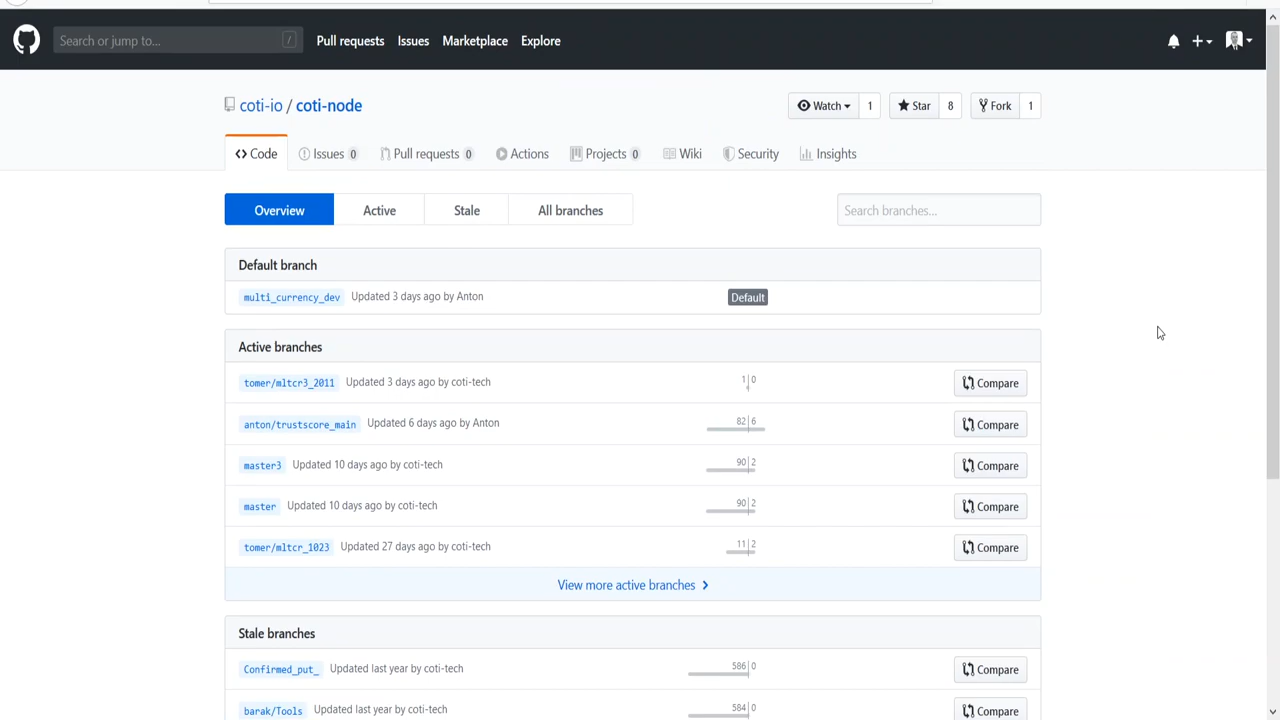 Search or jump to... / Pull requests Issues Marketplace Explore
coti-io / coti-node Watch 1 Star 8 Fork 1
Code Issues 0 Pull requests 0 Actions Projects 0 Wiki Security Insights
Overview Active Stale All branches Search branches...
Default branch
multi_currency_dev Updated 3 days ago by Anton Default
Active branches
tomer/mltcr3_2011 Updated 3 days ago by coti-tech 1 0 Compare
anton/trustscore_main Updated 6 days ago by Anton 82 6 Compare
master3 Updated 10 days ago by coti-tech 90 2 Compare
master Updated 10 days ago by coti-tech 90 2 Compare
tomer/mltcr_1023 Updated 27 days ago by coti-tech 11 2 Compare
View more active branches
Stale branches
Confirmed_put_ Updated last year by coti-tech 586 0 Compare
barak/Tools Updated last year by coti-tech 584 0 Compare